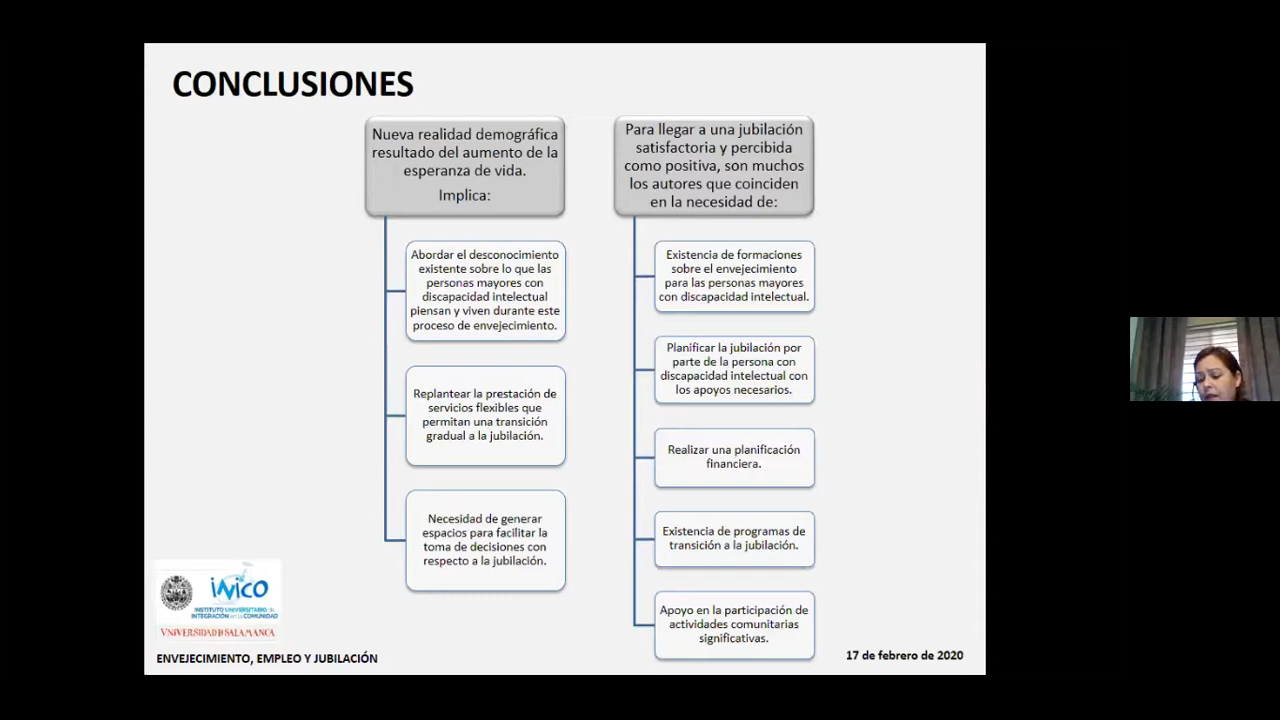 CONCLUSIONES
Nueva realidad demográfica
resultado del aumento de la
esperanza de vida.
Implica:
Abordar el desconocimiento
existente sobre lo que las
personas mayores con
discapacidad intelectual
piensan y viven durante este
proceso de envejecimiento.
Replantear la prestación de
servicios flexibles que
permitan una transición
gradual a la jubilación.
Necesidad de generar
espacios para facilitar la
toma de decisiones con
respecto a la jubilación.
Para llegar a una jubilación
satisfactoria y percibida
como positiva, son muchos
los autores que coinciden
en la necesidad de:
Existencia de formaciones
sobre el envejecimiento
para las personas mayores
con discapacidad intelectual.
Planificar la jubilación por
parte de la persona con
discapacidad intelectual con
los apoyos necesarios.
Realizar una planificación
financiera.
Existencia de programas de
transición a la jubilación.
Apoyo en la participación de
actividades comunitarias
significativas.
iNiCO
INSTITUTO UNIVERSITARIO de
INTEGRACIÓN en la COMUNIDAD
VNIVERSIDAD D SALAMANCA
ENVEJECIMIENTO, EMPLEO Y JUBILACIÓN
17 de febrero de 2020